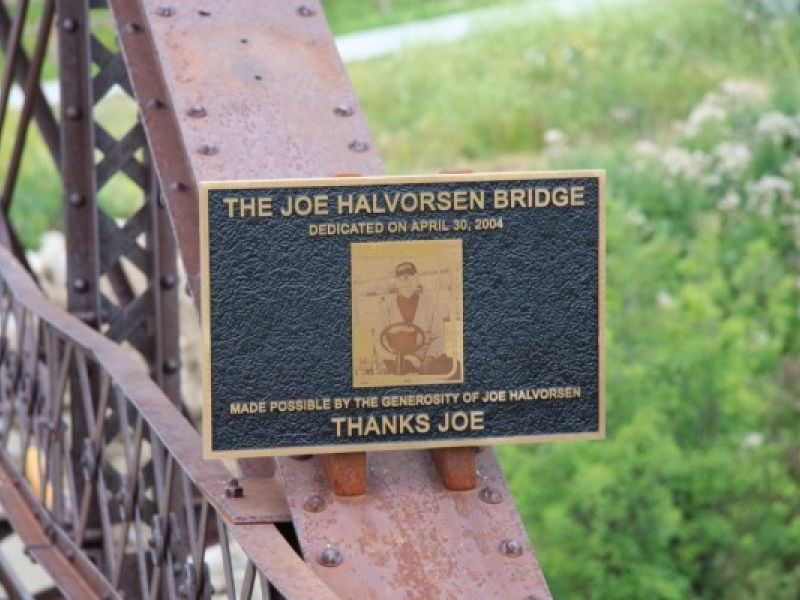 THE JOE HALVORSEN BRIDGE
DEDICATED ON APRIL 30, 2004
MADE POSSIBLE BY THE GENEROSITY OF JOE HALVORSEN
THANKS JOE